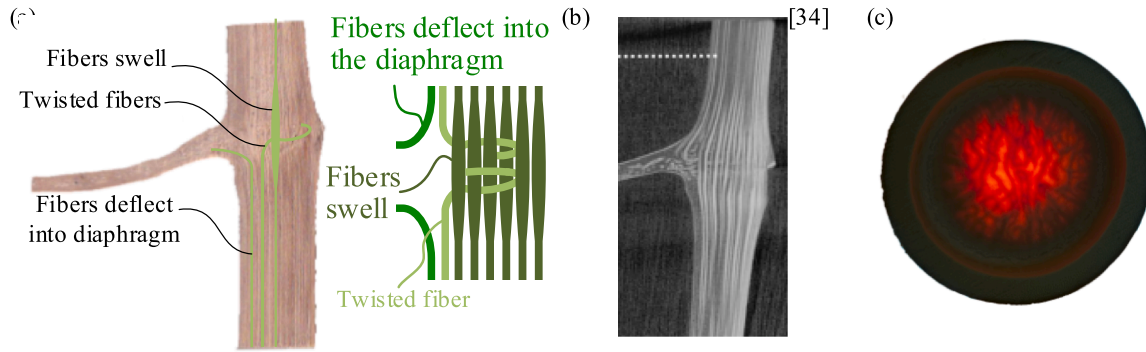 (a)
Fibers swell
Twisted fibers
Fibers deflect
into diaphragm
Fibers deflect into
the diaphragm
Fibers
swell
Twisted fiber
(b)
[34]
(c)